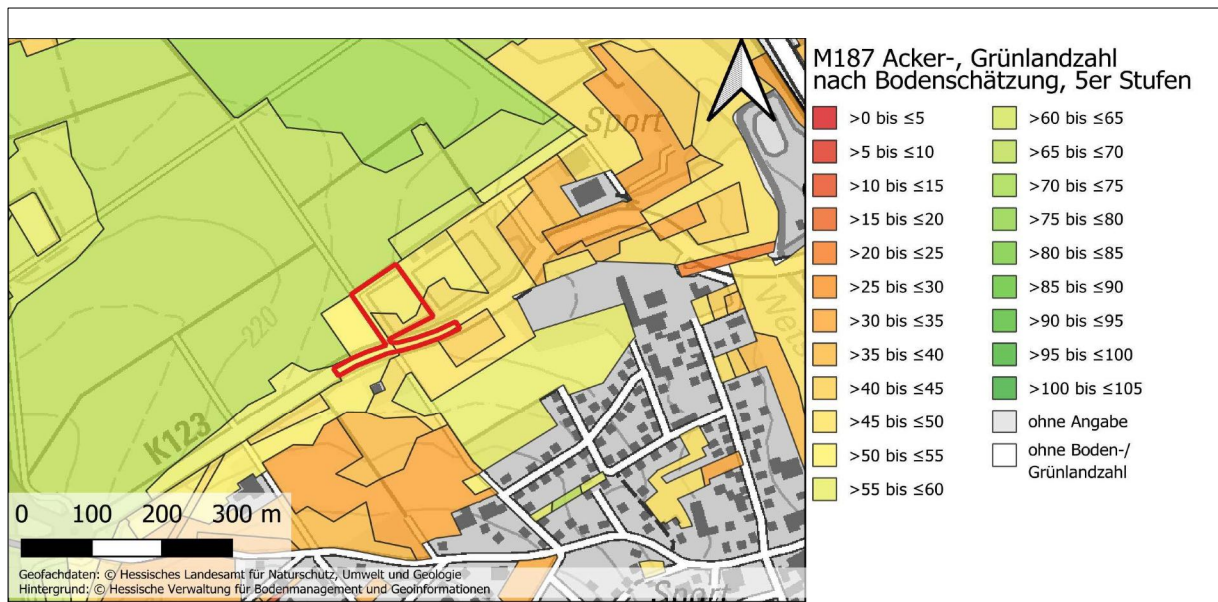 M187 Acker-, Grünlandzahl
nach Bodenschätzung, 5er Stufen
>0 bis ≤5
>5 bis ≤10
>10 bis ≤15
>15 bis ≤20
>20 bis ≤25
>25 bis ≤30
>30 bis ≤35
>35 bis ≤40
>40 bis ≤45
>45 bis ≤50
>50 bis ≤55
>55 bis ≤60
>60 bis ≤65
>65 bis ≤70
>70 bis ≤75
>75 bis ≤80
>80 bis ≤85
>85 bis ≤90
>90 bis ≤95
>95 bis ≤100
>100 bis ≤105
ohne Angabe
ohne Boden-/
Grünlandzahl
Sport
220
K123
Wets
Sport
0 100 200 300 m
Geofachdaten: © Hessisches Landesamt für Naturschutz, Umwelt und Geologie
Hintergrund: © Hessische Verwaltung für Bodenmanagement und Geoinformationen